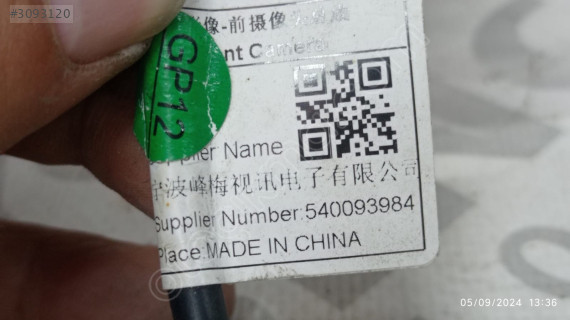 #3093120
像-前摄像
nt Camera
GP12
Supplier Name
宁波峰梅视讯电子有限公司
Supplier Number:540093984
Place:MADE IN CHINA
05/09/2024 13:36